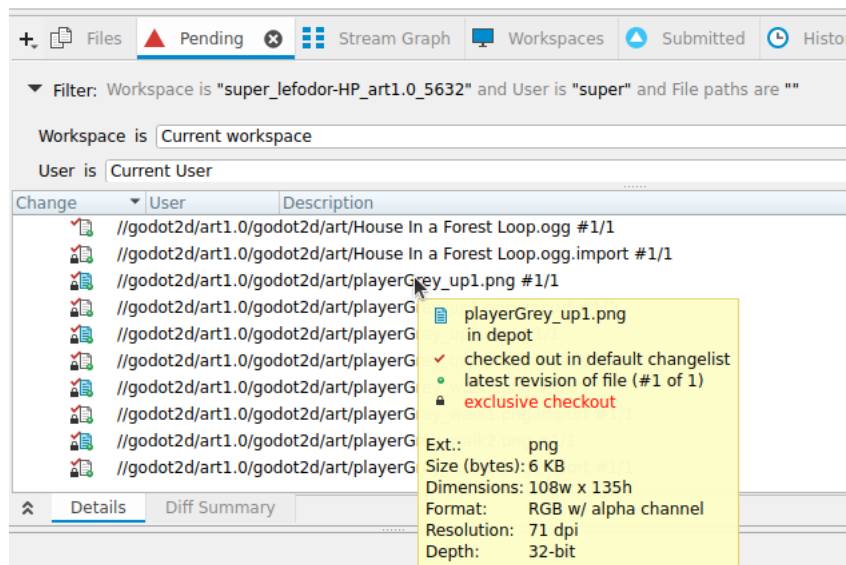 Files Pending Stream Graph Workspaces Submitted Histo
Filter: Workspace is "super_lefodor-HP_art1.0_5632" and User is "super" and File paths are ""
Workspace is Current workspace
User is Current User
Change User Description
//godot2d/art1.0/godot2d/art/House In a Forest Loop.ogg #1/1
//godot2d/art1.0/godot2d/art/House In a Forest Loop.ogg.import #1/1
//godot2d/art1.0/godot2d/art/playerGrey_up1.png #1/1
//godot2d/art1.0/godot2d/art/playerG
//godot2d/art1.0/godot2d/art/playerG
//godot2d/art1.0/godot2d/art/playerG
//godot2d/art1.0/godot2d/art/playerG
//godot2d/art1.0/godot2d/art/playerG
//godot2d/art1.0/godot2d/art/playerG
//godot2d/art1.0/godot2d/art/playerG
playerGrey_up1.png
in depot
checked out in default changelist
latest revision of file (#1 of 1)
exclusive checkout
Ext.: png
Size (bytes): 6 KB
Dimensions: 108w x 135h
Format: RGB w/ alpha channel
Resolution: 71 dpi
Depth: 32-bit
Details Diff Summary